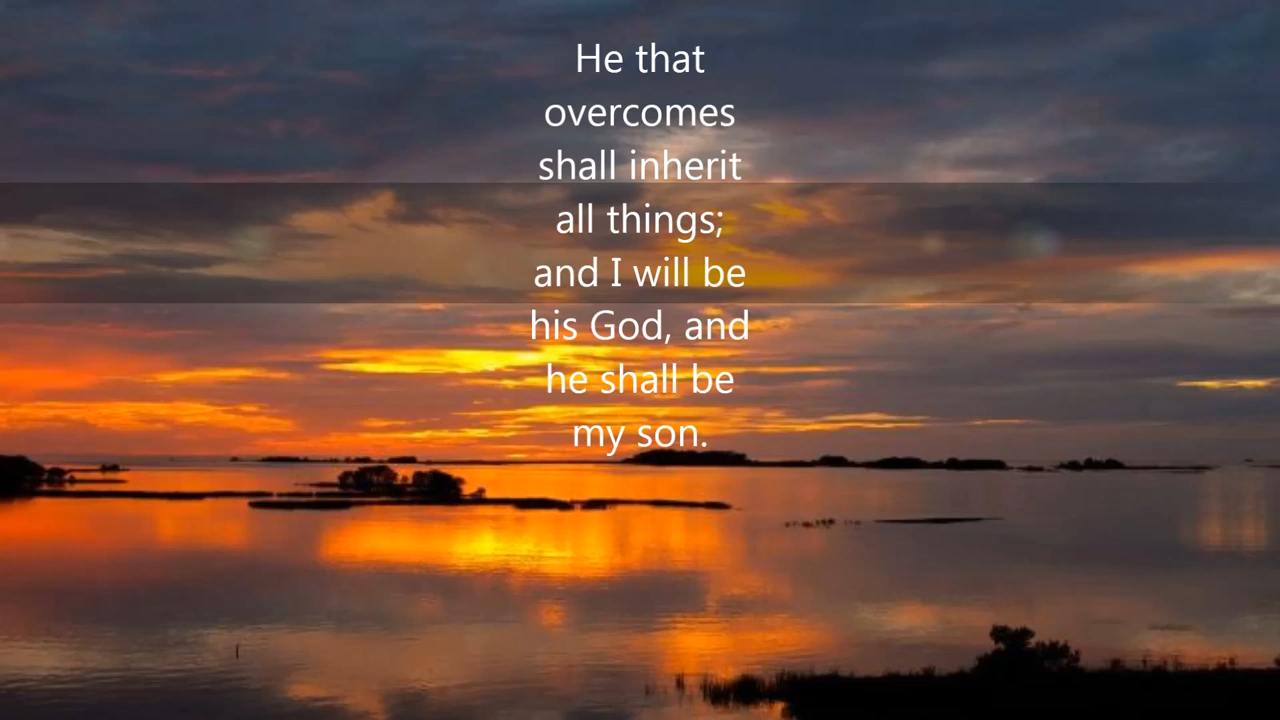 He that
overcomes
shall inherit
all things;
and I will be
his God, and
he shall be
my son.